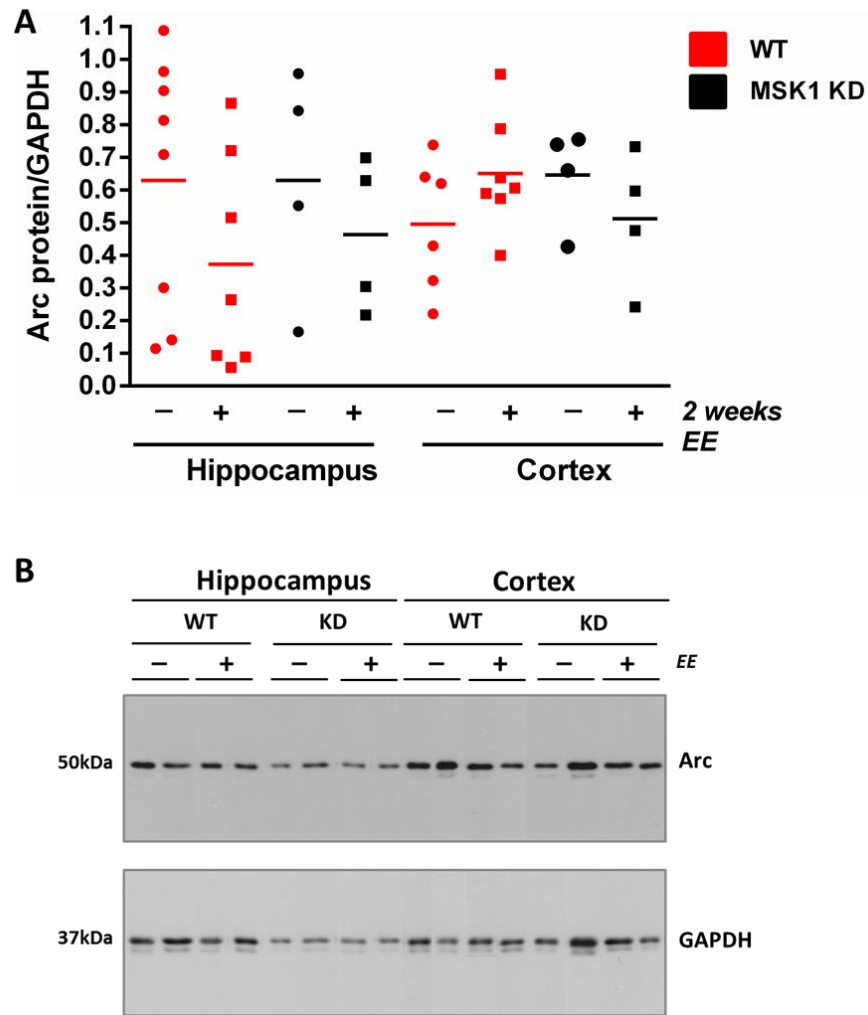 A
Arc protein/GAPDH
1.1
1.0
0.9
0.8
0.7
0.6
0.5
0.4
0.3
0.2
0.1
0.0
WT
MSK1 KD
− + − + − + − + 2 weeks
EE
Hippocampus Cortex
B
Hippocampus Cortex
WT KD WT KD
− + − + − + − + EE
50kDa Arc
37kDa GAPDH